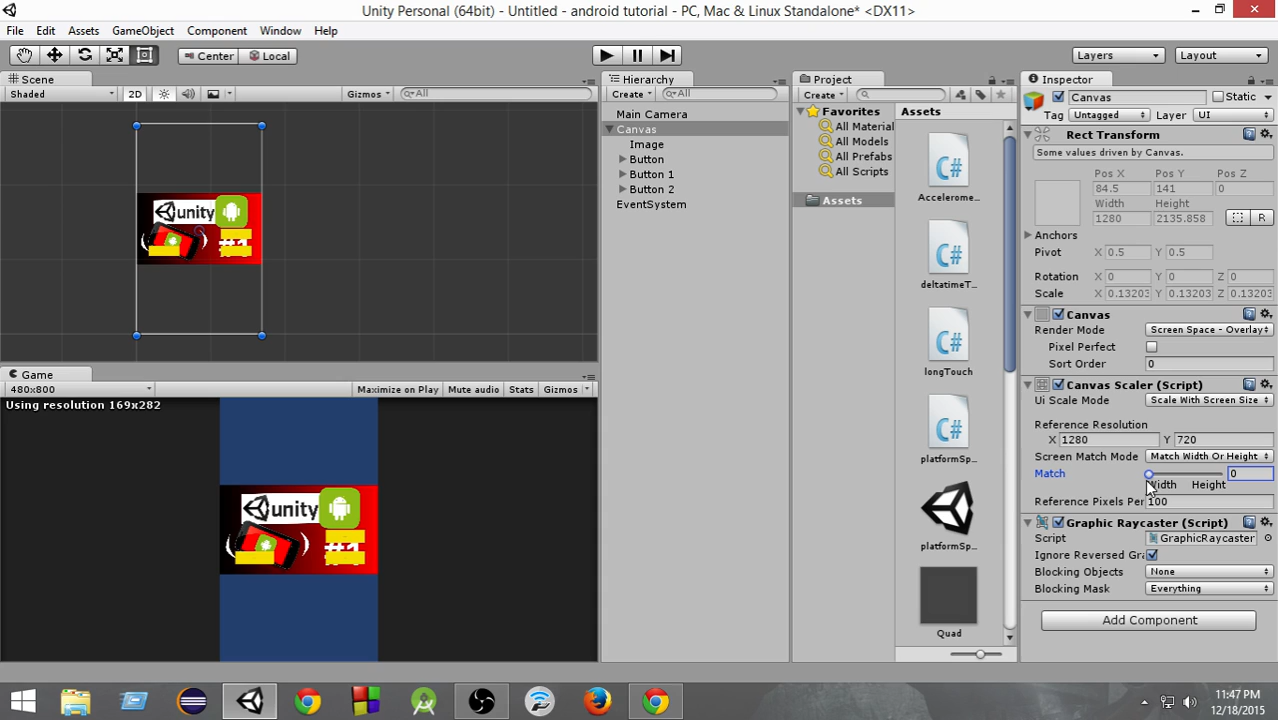 Unity Personal (64bit) - Untitled - android tutorial - PC, Mac & Linux Standalone* <DX11>
File Edit Assets GameObject Component Window Help
Center Local Layers Layout
Scene
Shaded 2D Gizmos All
Game
480x800 Maximize on Play Mute audio Stats Gizmos
Using resolution 169x282
unity
#1
unity
#1
Hierarchy
Create All
Main Camera
Canvas
Image
Button
Button 1
Button 2
EventSystem
Project
Create
Favorites
All Material
All Models
All Prefabs
All Scripts
Assets
Assets
C#
Accelerome...
C#
deltatimeT...
C#
longTouch
C#
platformSp...
platformSp...
Quad
Inspector
Canvas Static
Tag Untagged Layer UI
Rect Transform
Some values driven by Canvas.
Pos X Pos Y Pos Z
84.5 141 0
Width Height
1280 2135.858 R
Anchors
Pivot X 0.5 Y 0.5
Rotation X 0 Y 0 Z 0
Scale X 0.13203 Y 0.13203 Z 0.13203
Canvas
Render Mode Screen Space - Overlay
Pixel Perfect
Sort Order 0
Canvas Scaler (Script)
Ui Scale Mode Scale With Screen Size
Reference Resolution
X 1280 Y 720
Screen Match Mode Match Width Or Height
Match 0
Width Height
Reference Pixels Per 100
Graphic Raycaster (Script)
Script GraphicRaycaster
Ignore Reversed Gra
Blocking Objects None
Blocking Mask Everything
Add Component
11:47 PM
12/18/2015